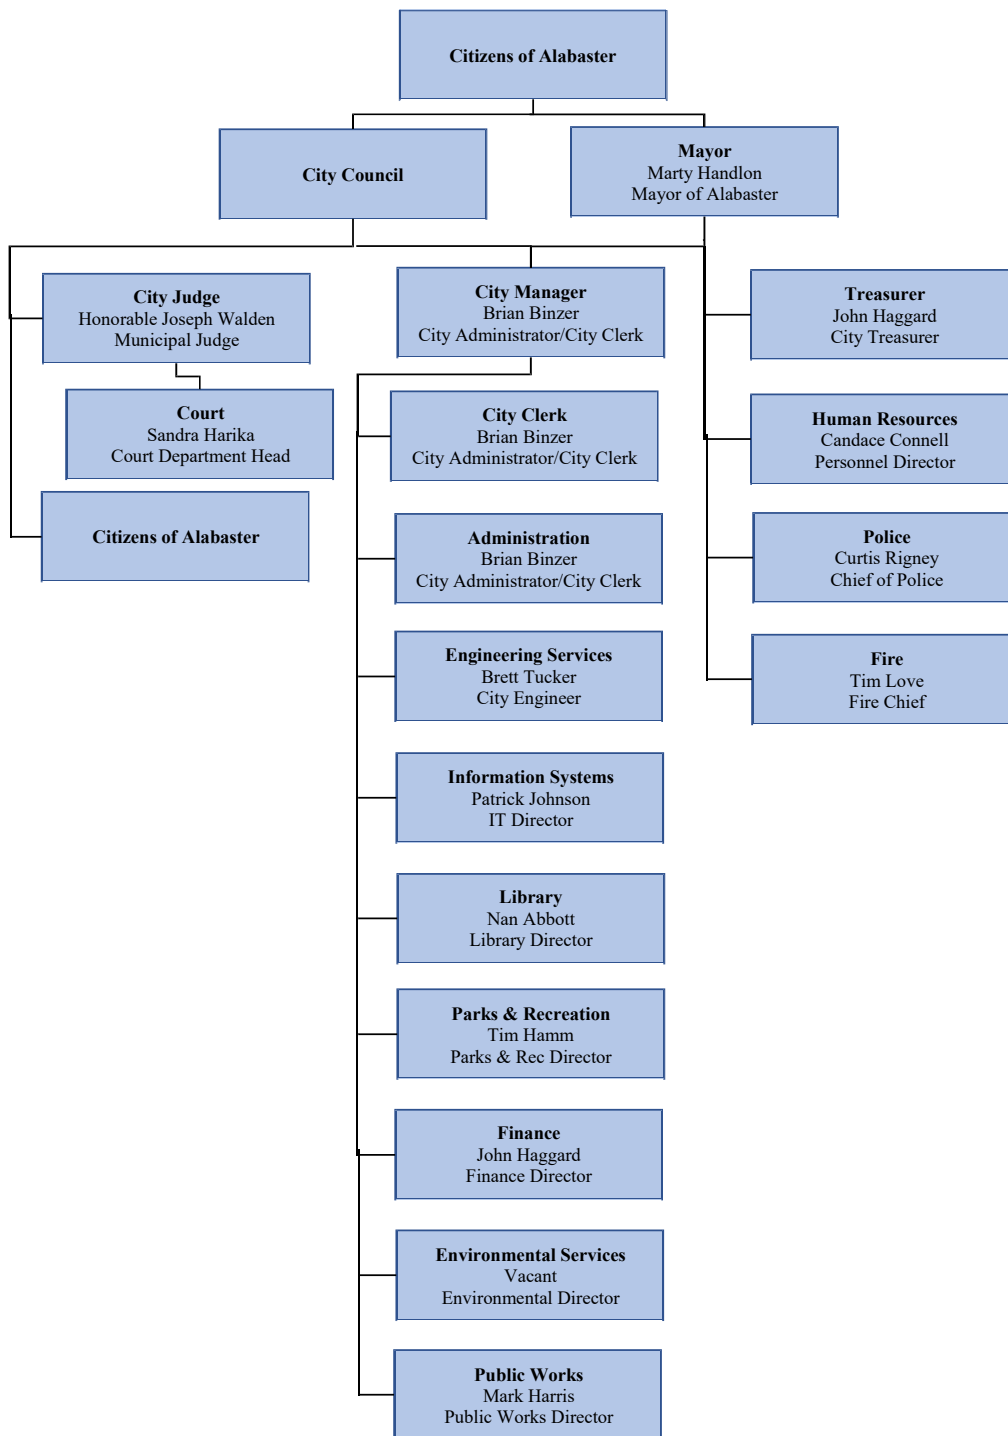 Citizens of Alabaster
City Council
Mayor
Marty Handlon
Mayor of Alabaster
City Judge
Honorable Joseph Walden
Municipal Judge
City Manager
Brian Binzer
City Administrator/City Clerk
Treasurer
John Haggard
City Treasurer
Court
Sandra Harika
Court Department Head
City Clerk
Brian Binzer
City Administrator/City Clerk
Human Resources
Candace Connell
Personnel Director
Citizens of Alabaster
Administration
Brian Binzer
City Administrator/City Clerk
Police
Curtis Rigney
Chief of Police
Engineering Services
Brett Tucker
City Engineer
Fire
Tim Love
Fire Chief
Information Systems
Patrick Johnson
IT Director
Library
Nan Abbott
Library Director
Parks & Recreation
Tim Hamm
Parks & Rec Director
Finance
John Haggard
Finance Director
Environmental Services
Vacant
Environmental Director
Public Works
Mark Harris
Public Works Director